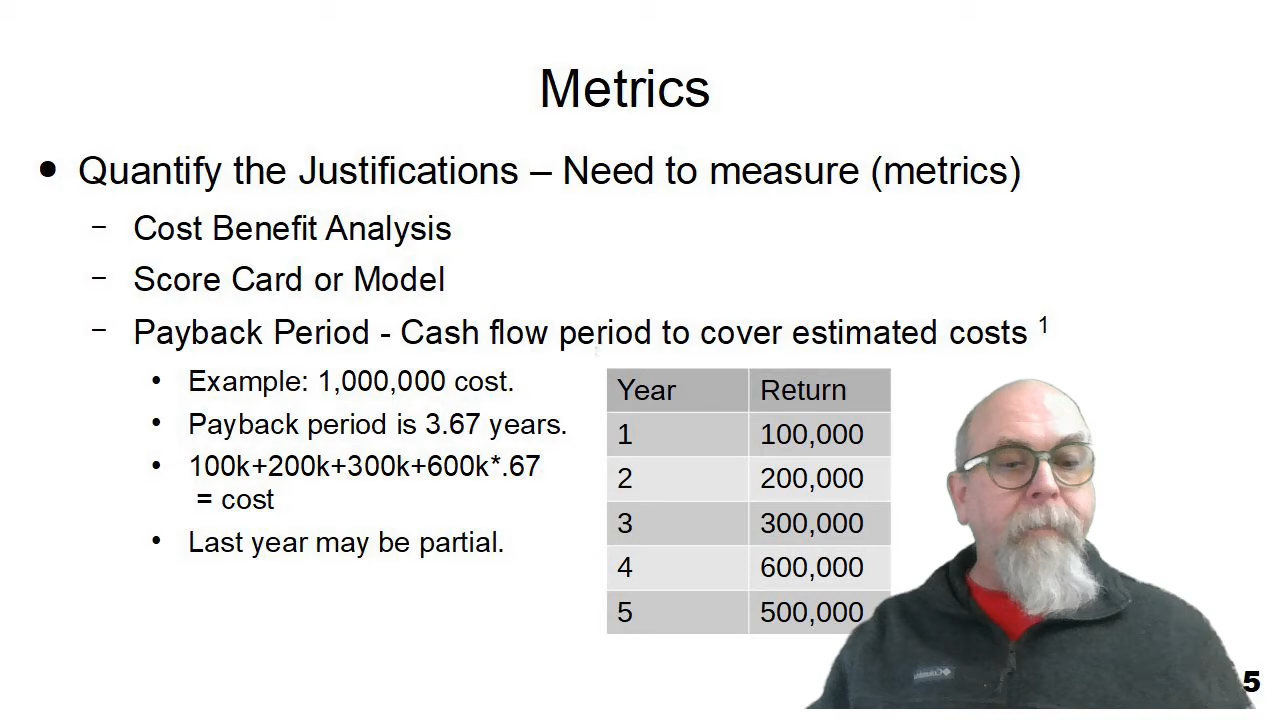 Metrics
● Quantify the Justifications – Need to measure (metrics)
– Cost Benefit Analysis
– Score Card or Model
– Payback Period - Cash flow period to cover estimated costs 1
• Example: 1,000,000 cost.
• Payback period is 3.67 years.
• 100k+200k+300k+600k*.67
= cost
• Last year may be partial.
Year Return
1 100,000
2 200,000
3 300,000
4 600,000
5 500,000
5